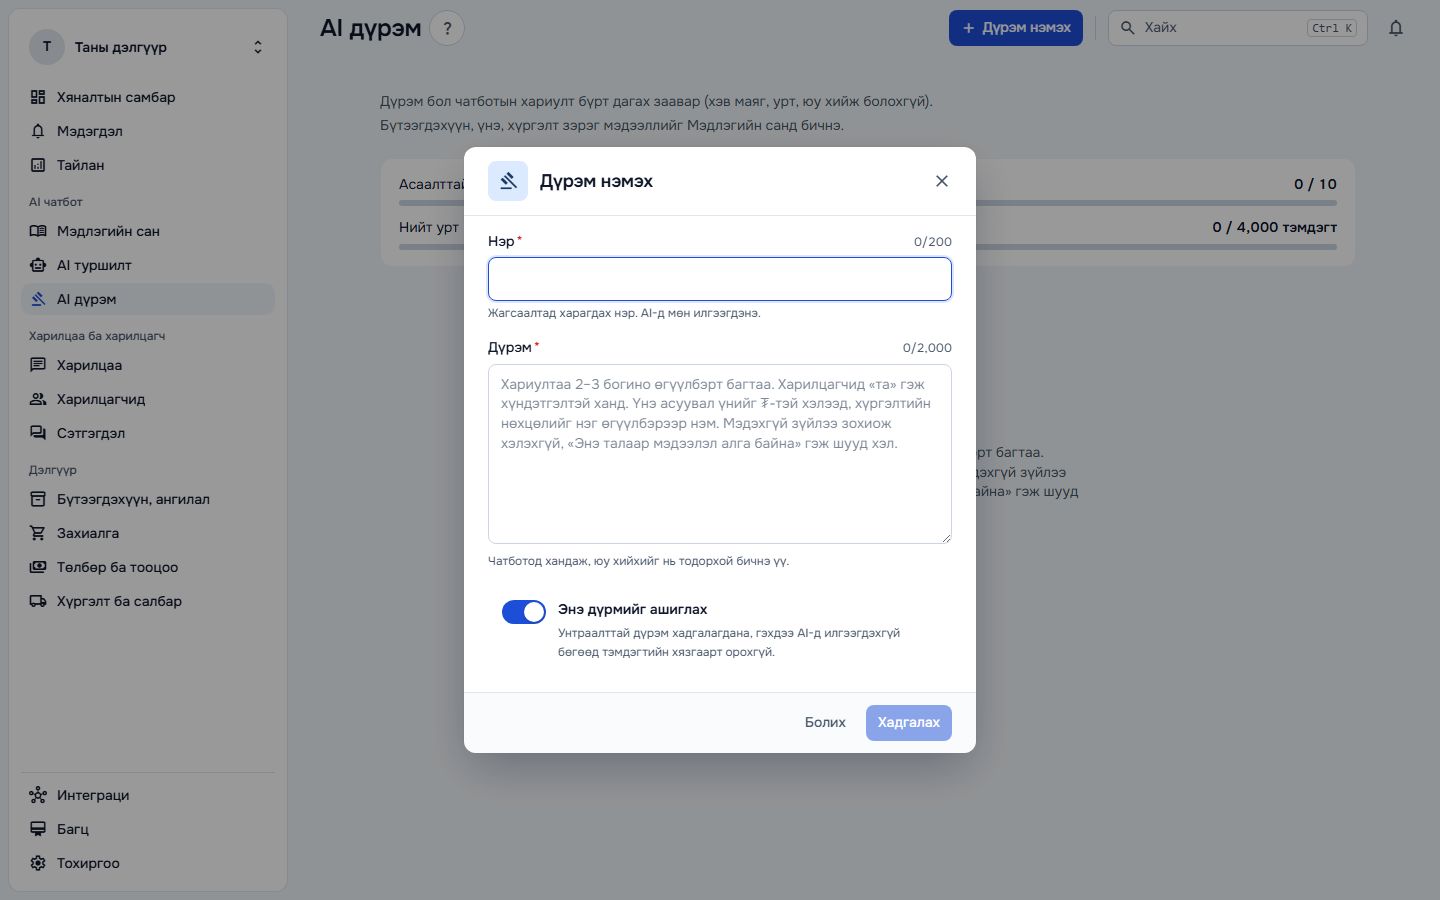 Т
Таны дэлгүүр
Хяналтын самбар
Мэдэгдэл
Тайлан
AI чатбот
Мэдлэгийн сан
AI туршилт
AI дүрэм
Харилцаа ба харилцагч
Харилцаа
Харилцагчид
Сэтгэгдэл
Дэлгүүр
Бүтээгдэхүүн, ангилал
Захиалга
Төлбөр ба тооцоо
Хүргэлт ба салбар
Интеграци
Багц
Тохиргоо
AI дүрэм
?
+ Дүрэм нэмэх
Хайх
Ctrl K
Дүрэм бол чатботын хариулт бүрт дагах заавар (хэв маяг, урт, юу хийж болохгүй).
Бүтээгдэхүүн, үнэ, хүргэлт зэрэг мэдээллийг Мэдлэгийн санд бичнэ.
Асаалттай
0 / 10
Нийт урт
0 / 4,000 тэмдэгт
Дүрэм нэмэх
Нэр *
0/200
Жагсаалтад харагдах нэр. AI-д мөн илгээгдэнэ.
Дүрэм *
0/2,000
Хариултаа 2–3 богино өгүүлбэрт багтаа. Харилцагчид «та» гэж
хүндэтгэлтэй ханд. Үнэ асуувал үнийг ₮-тэй хэлээд, хүргэлтийн
нөхцөлийг нэг өгүүлбэрээр нэм. Мэдэхгүй зүйлээ зохиож
хэлэхгүй, «Энэ талаар мэдээлэл алга байна» гэж шууд хэл.
Чатботод хандаж, юу хийхийг нь тодорхой бичнэ үү.
Энэ дүрмийг ашиглах
Унтраалттай дүрэм хадгалагдана, гэхдээ AI-д илгээгдэхгүй
бөгөөд тэмдэгтийн хязгаарт орохгүй.
Болих
Хадгалах
багтаа.
зүйлээ
гэж шууд